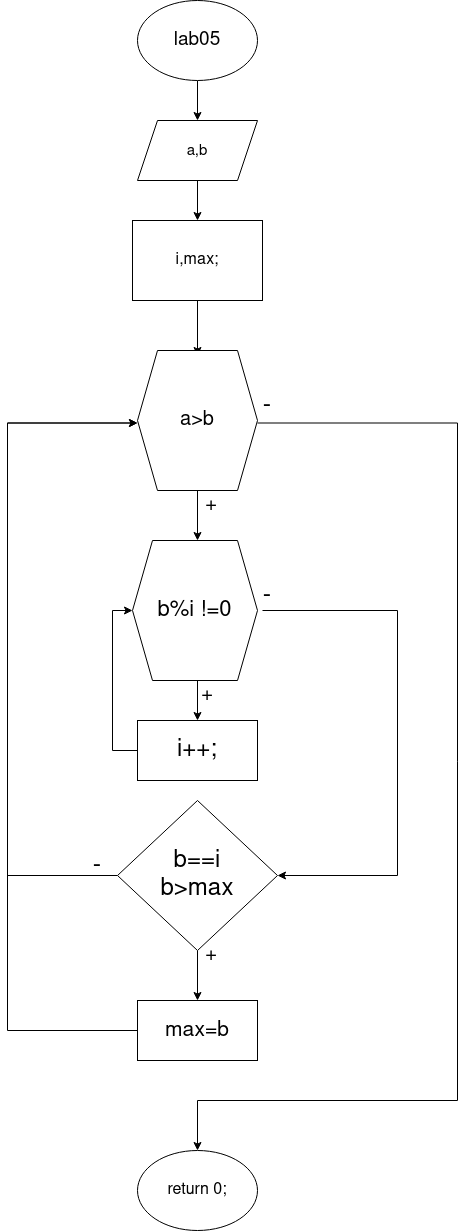 lab05
a,b
i,max;
a>b
-
+
b%i !=0
-
+
i++;
b==i
b>max
-
+
max=b
return 0;